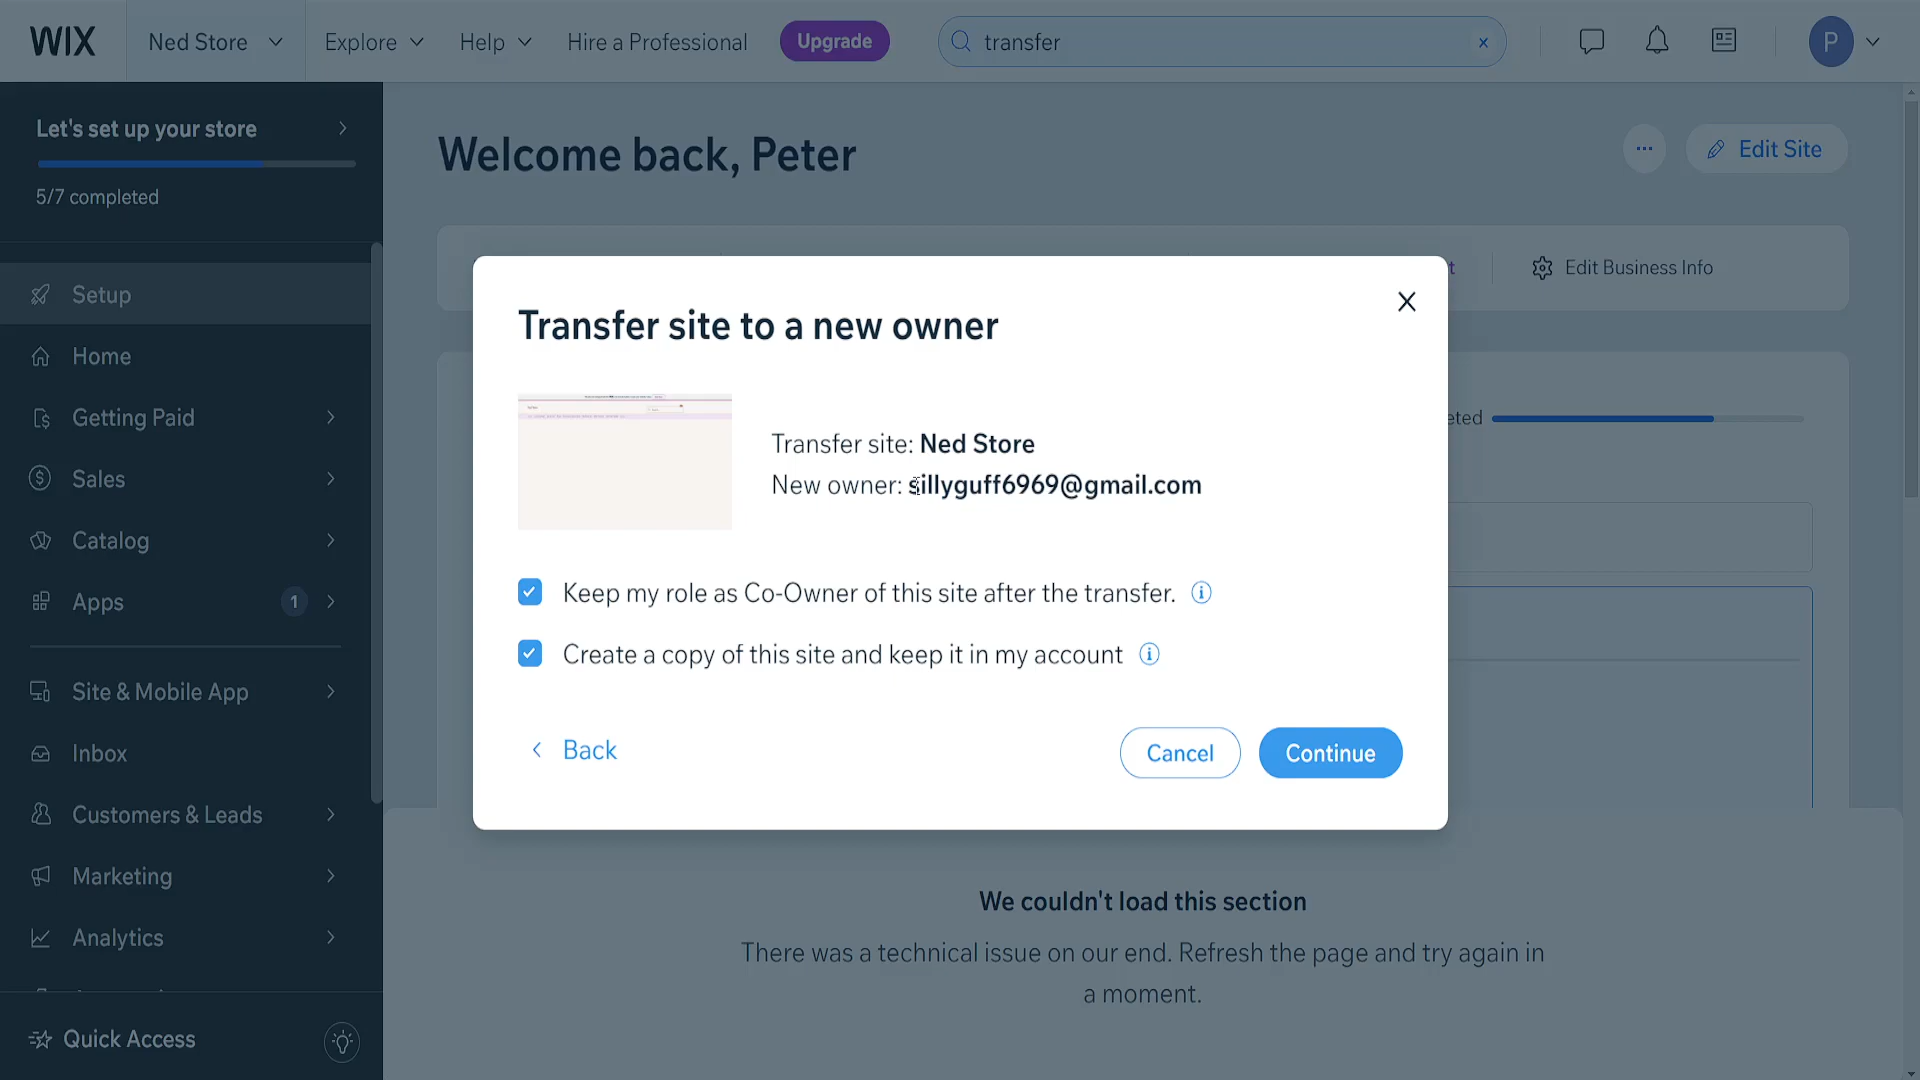 WIX
Ned Store
Explore
Help
Hire a Professional
Upgrade
transfer
P
Let's set up your store
5/7 completed
Welcome back, Peter
Edit Site
Setup
Home
Getting Paid
Sales
Catalog
Apps
1
Site & Mobile App
Inbox
Customers & Leads
Marketing
Analytics
Quick Access
Edit Business Info
Transfer site to a new owner
Transfer site: Ned Store
New owner: sillyguff6969@gmail.com
Keep my role as Co-Owner of this site after the transfer.
Create a copy of this site and keep it in my account
Back
Cancel
Continue
We couldn't load this section
There was a technical issue on our end. Refresh the page and try again in
a moment.